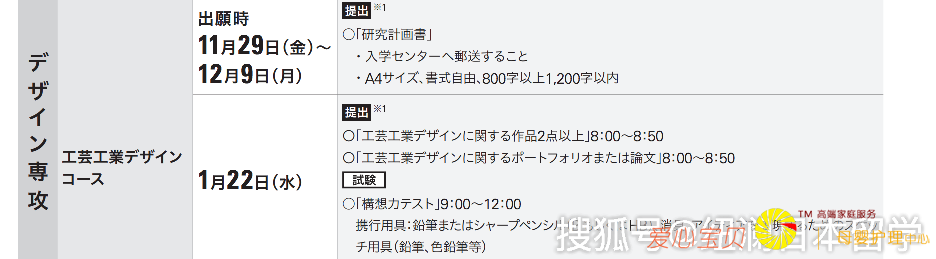 デザイン専攻
工芸工業デザイン
コース
出願時
11月29日(金)～
12月9日(月)
提出 ※1
○「研究計画書」
・入学センターへ郵送すること
・A4サイズ、書式自由、800字以上1,200字以内
1月22日(水)
提出 ※1
○「工芸工業デザインに関する作品2点以上」8:00～8:50
○「工芸工業デザインに関するポートフォリオまたは論文」8:00～8:50
試験
○「構想力テスト」9:00～12:00
携行用具:鉛筆またはシャープペンシル
チ用具(鉛筆、色鉛筆等)
TM 高端家庭服务
搜狐号
日本留学
爱心宝贝
母婴护理中心